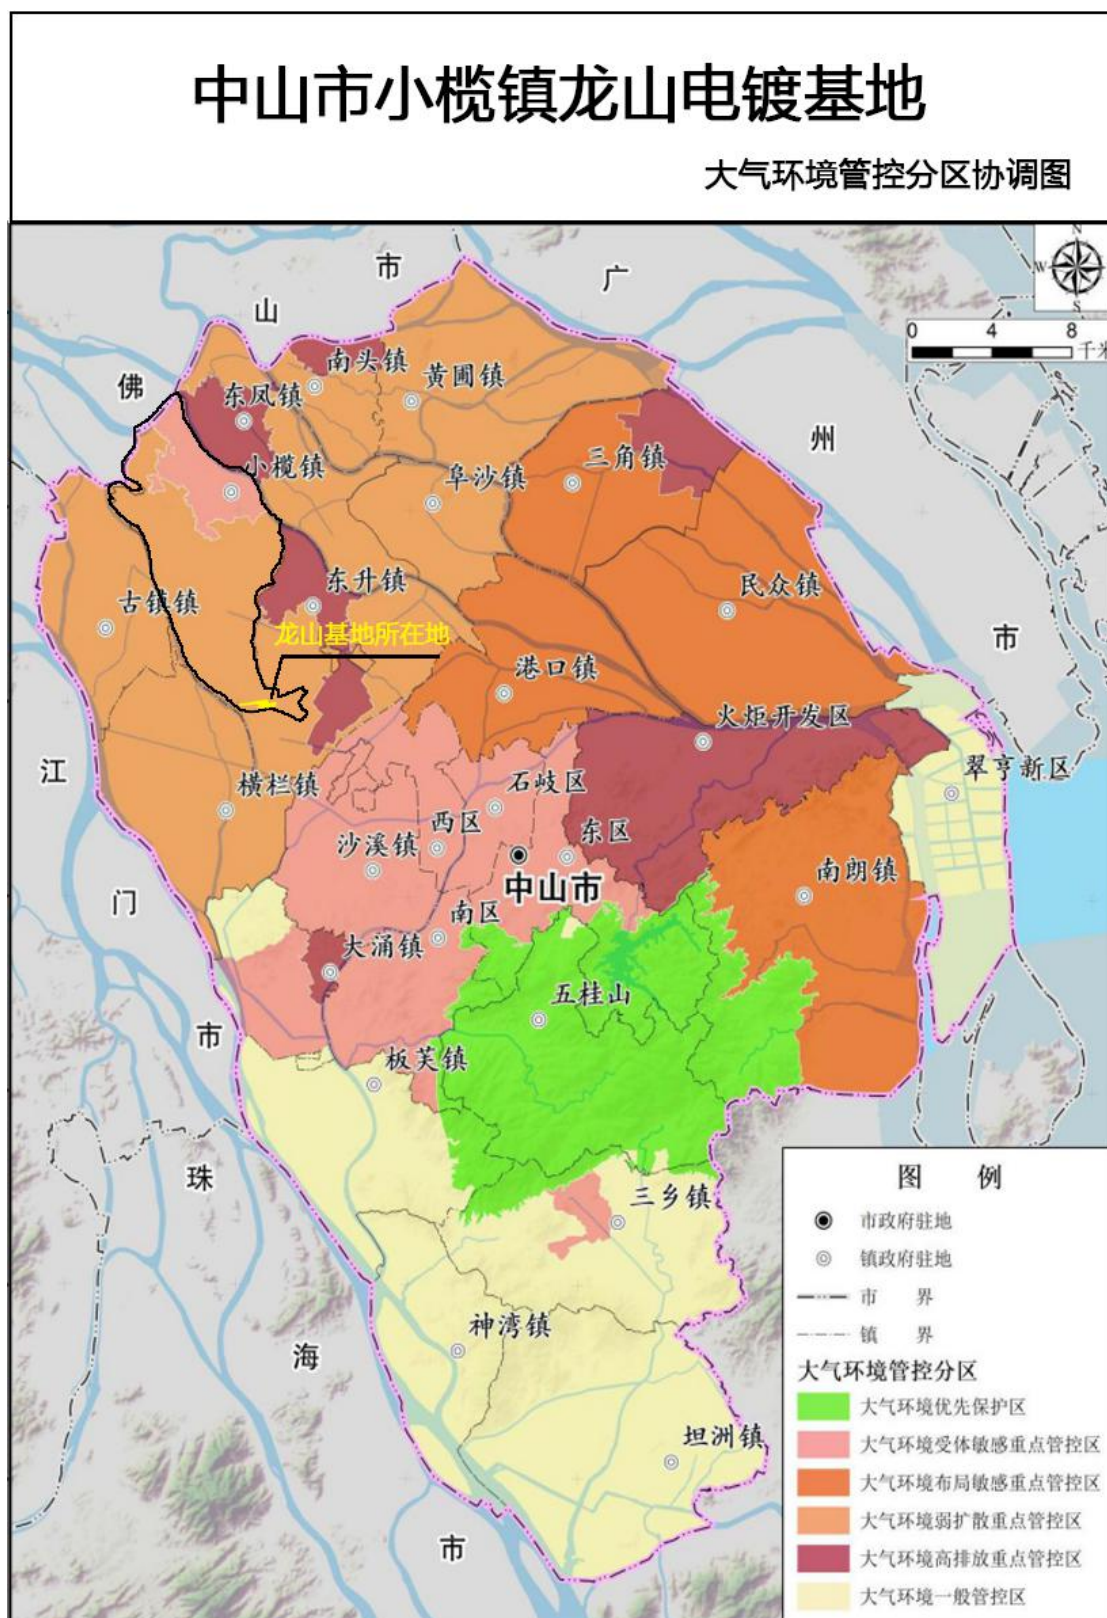 中山市小榄镇龙山电镀基地
大气环境管控分区协调图
N
W
S
0 4 8
千米
市
广
山
佛
州
市
江
门
市
珠
海
市
南头镇
黄圃镇
东凤镇
小榄镇
三角镇
阜沙镇
东升镇
民众镇
古镇镇
龙山基地所在地
港口镇
火炬开发区
翠亨新区
横栏镇
石岐区
西区
东区
沙溪镇
中山市
南朗镇
南区
大涌镇
五桂山
板芙镇
三乡镇
神湾镇
坦洲镇
图 例
市政府驻地
镇政府驻地
市 界
镇 界
大气环境管控分区
大气环境优先保护区
大气环境受体敏感重点管控区
大气环境布局敏感重点管控区
大气环境弱扩散重点管控区
大气环境高排放重点管控区
大气环境一般管控区